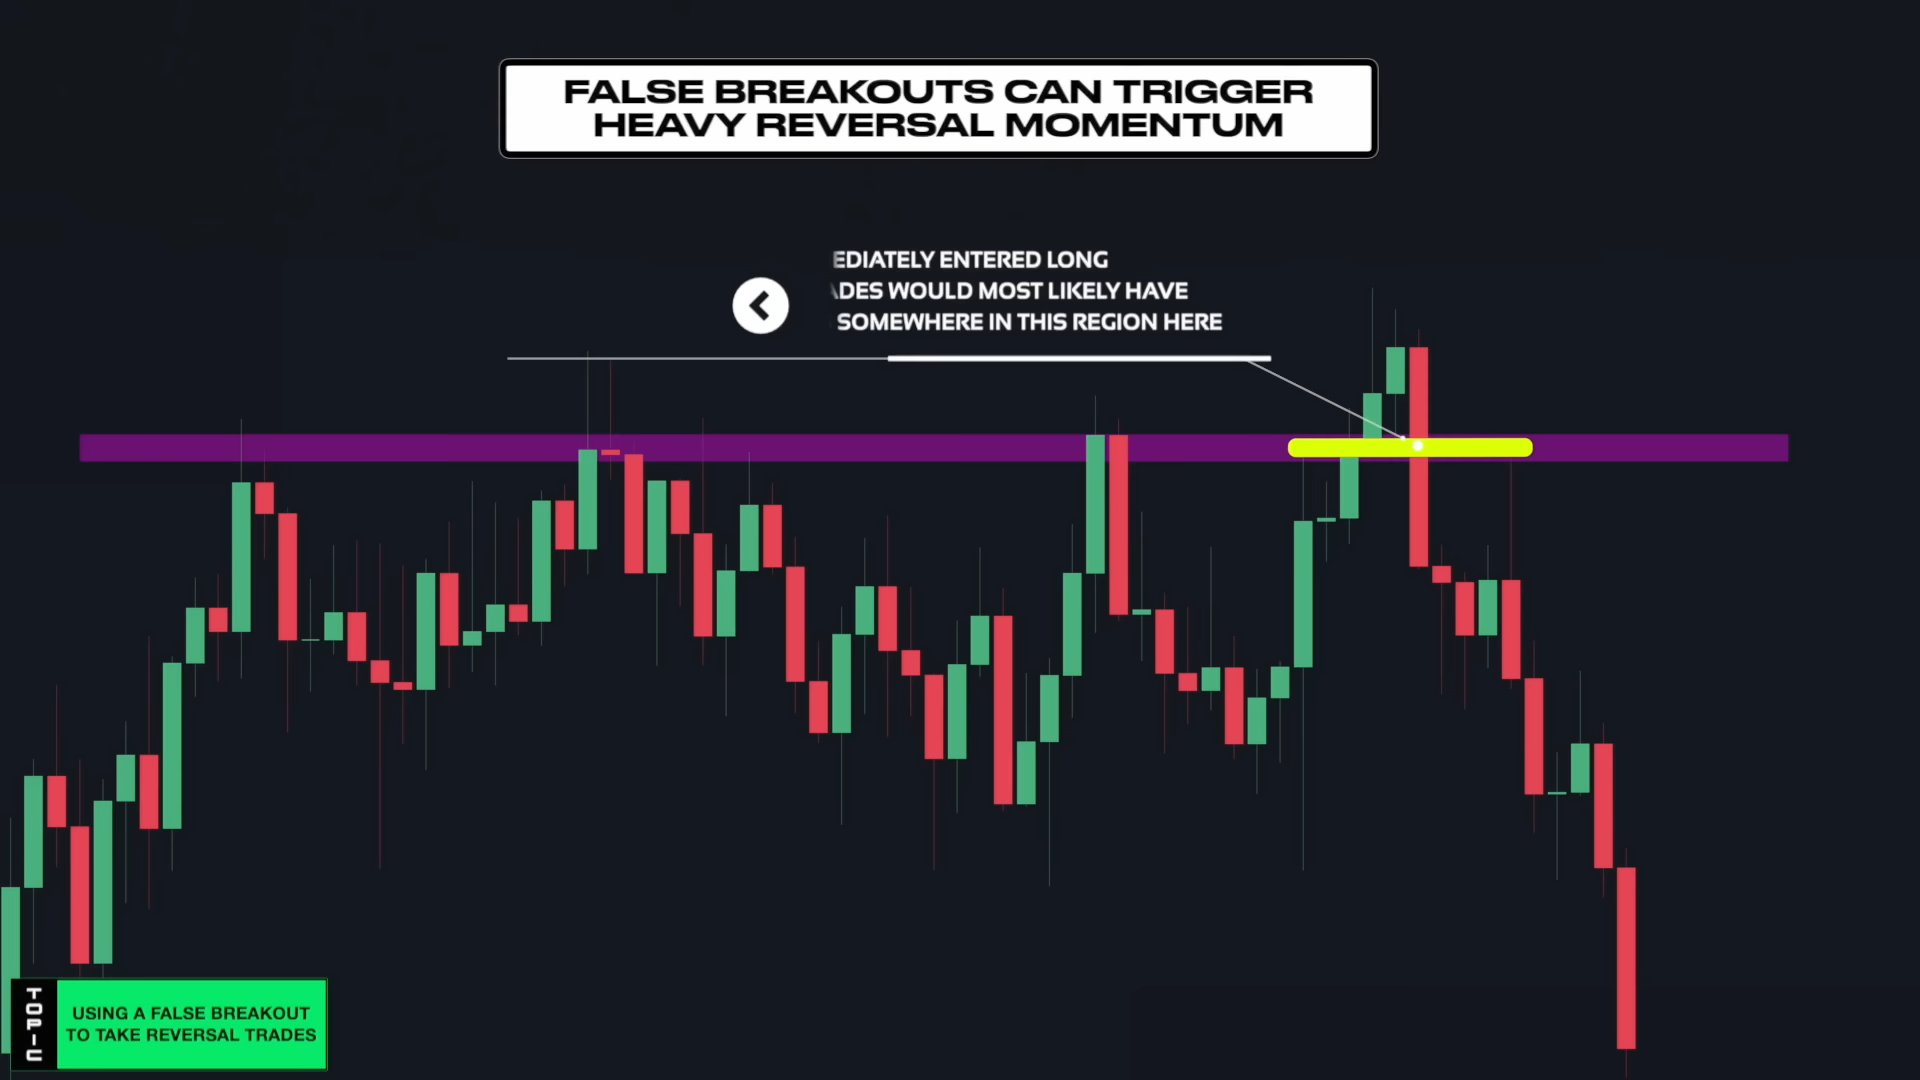 FALSE BREAKOUTS CAN TRIGGER
HEAVY REVERSAL MOMENTUM
EDIATELY ENTERED LONG
DES WOULD MOST LIKELY HAVE
SOMEWHERE IN THIS REGION HERE
TOPIC
USING A FALSE BREAKOUT
TO TAKE REVERSAL TRADES